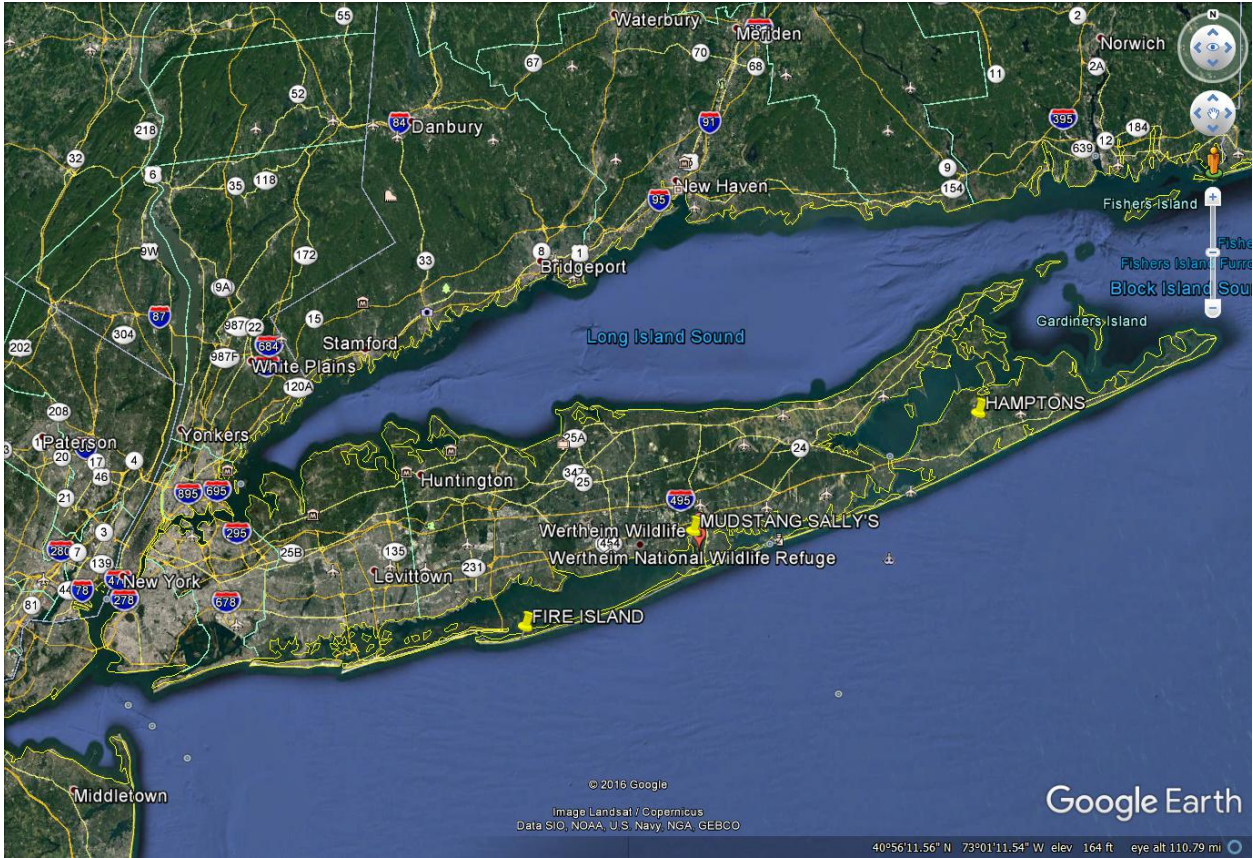 55
Waterbury
Meriden
2
N
Norwich
70
67
68
11
2A
52
84
Danbury
91
395
218
184
12
639
32
6
35
118
9
154
New Haven
95
Fishers Island
9W
172
8
1
33
Bridgeport
Fishers Island Furro
Block Island Sou
9A
87
15
987
22
304
Long Island Sound
Gardiners Island
202
684
Stamford
987F
White Plains
120A
HAMPTONS
208
Paterson
Yonkers
25A
24
20
17
4
46
347
25
Huntington
21
895
695
495
3
295
Wertheim Wildlife
MUDSTANG SALLY'S
280
7
25B
135
454
Wertheim National Wildlife Refuge
139
Levittown
231
44
78
New York
278
678
81
FIRE ISLAND
Middletown
© 2016 Google
Image Landsat / Copernicus
Data SIO, NOAA, U.S. Navy, NGA, GEBCO
Google Earth
40°56'11.56" N 73°01'11.54" W elev 164 ft eye alt 110.79 mi